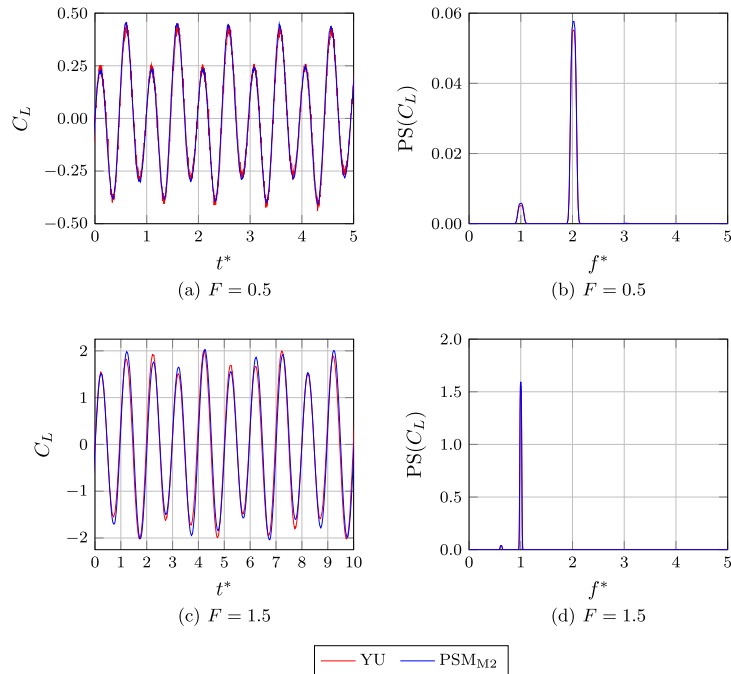 0.50
0.25
0.00
−0.25
−0.50
C_L
0 1 2 3 4 5
t*
(a) F = 0.5
0.06
0.04
0.02
0.00
PS(C_L)
0 1 2 3 4 5
f*
(b) F = 0.5
2
1
0
−1
−2
C_L
0 1 2 3 4 5 6 7 8 9 10
t*
(c) F = 1.5
2.0
1.5
1.0
0.5
0.0
PS(C_L)
0 1 2 3 4 5
f*
(d) F = 1.5
YU PSM_M2